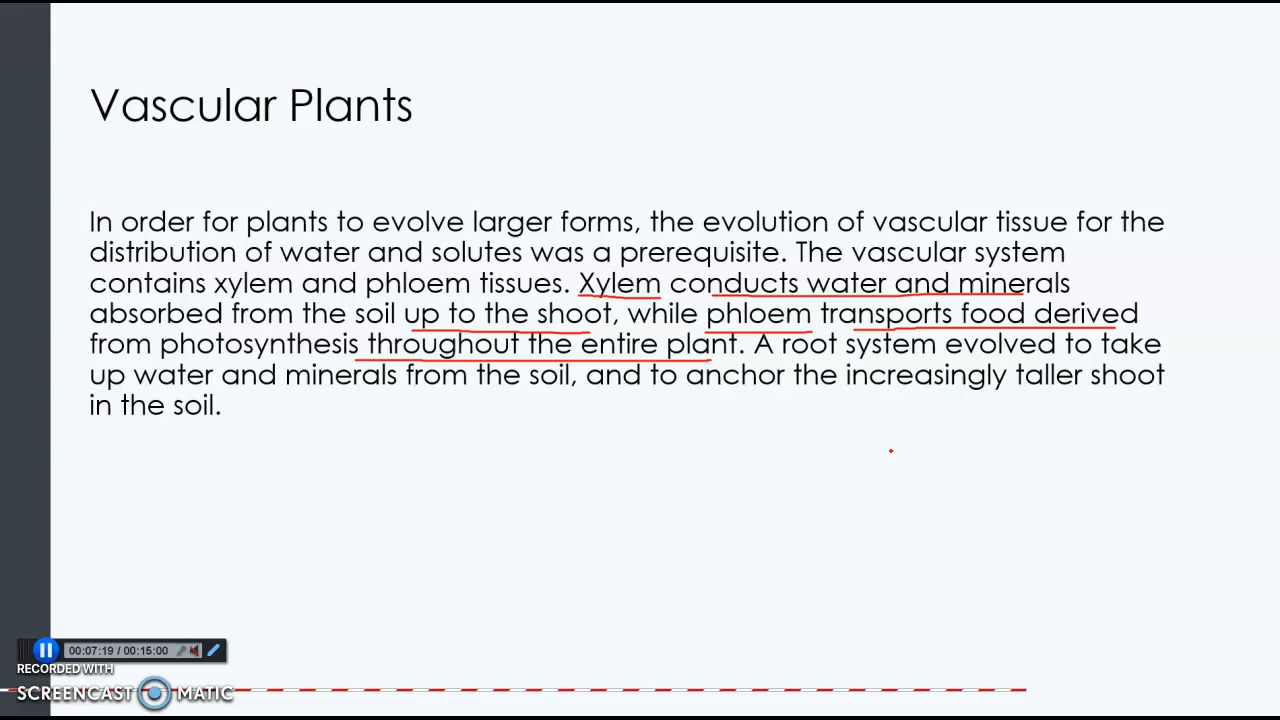 Vascular Plants
In order for plants to evolve larger forms, the evolution of vascular tissue for the
distribution of water and solutes was a prerequisite. The vascular system
contains xylem and phloem tissues. Xylem conducts water and minerals
absorbed from the soil up to the shoot, while phloem transports food derived
from photosynthesis throughout the entire plant. A root system evolved to take
up water and minerals from the soil, and to anchor the increasingly taller shoot
in the soil.
00:07:19 / 00:15:00
RECORDED WITH
SCREENCAST MATIC